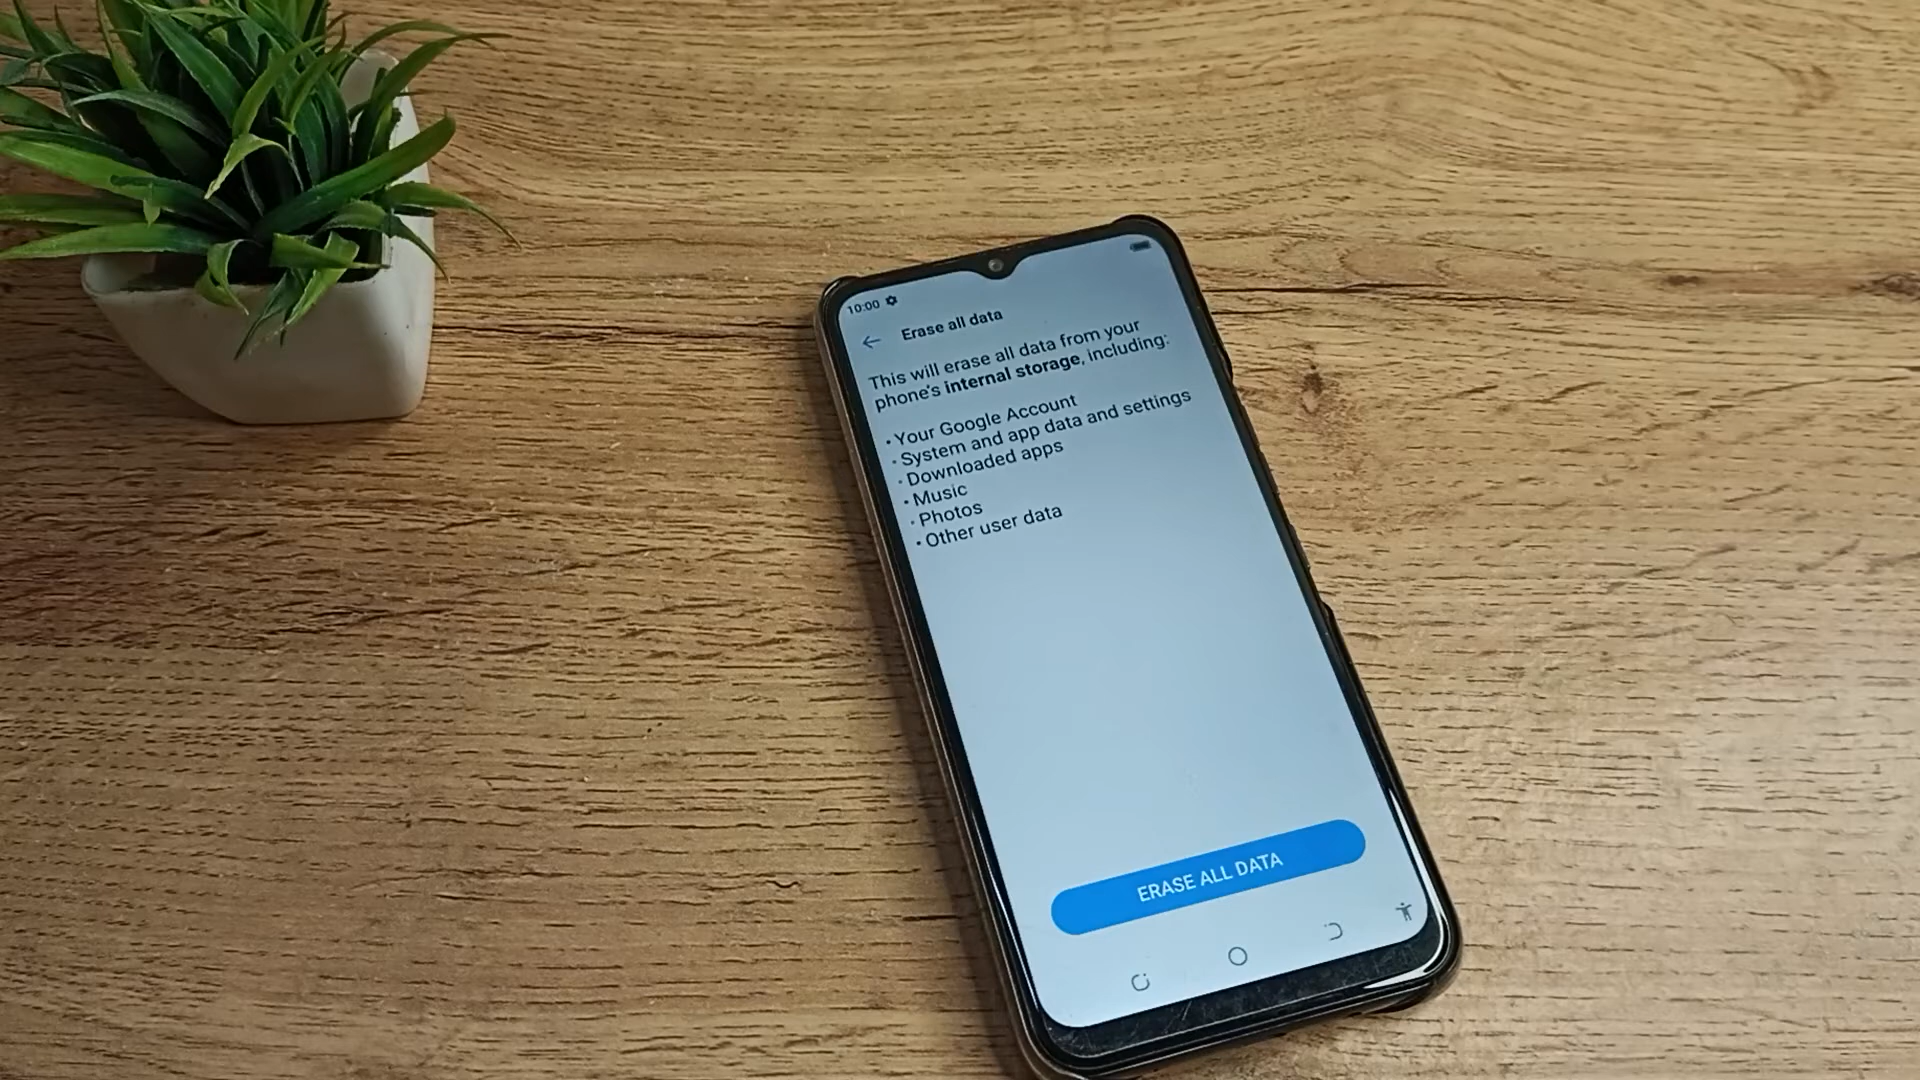 10:00
Erase all data
This will erase all data from your
phone's internal storage, including:
• Your Google Account
• System and app data and settings
• Downloaded apps
• Music
• Photos
• Other user data
ERASE ALL DATA